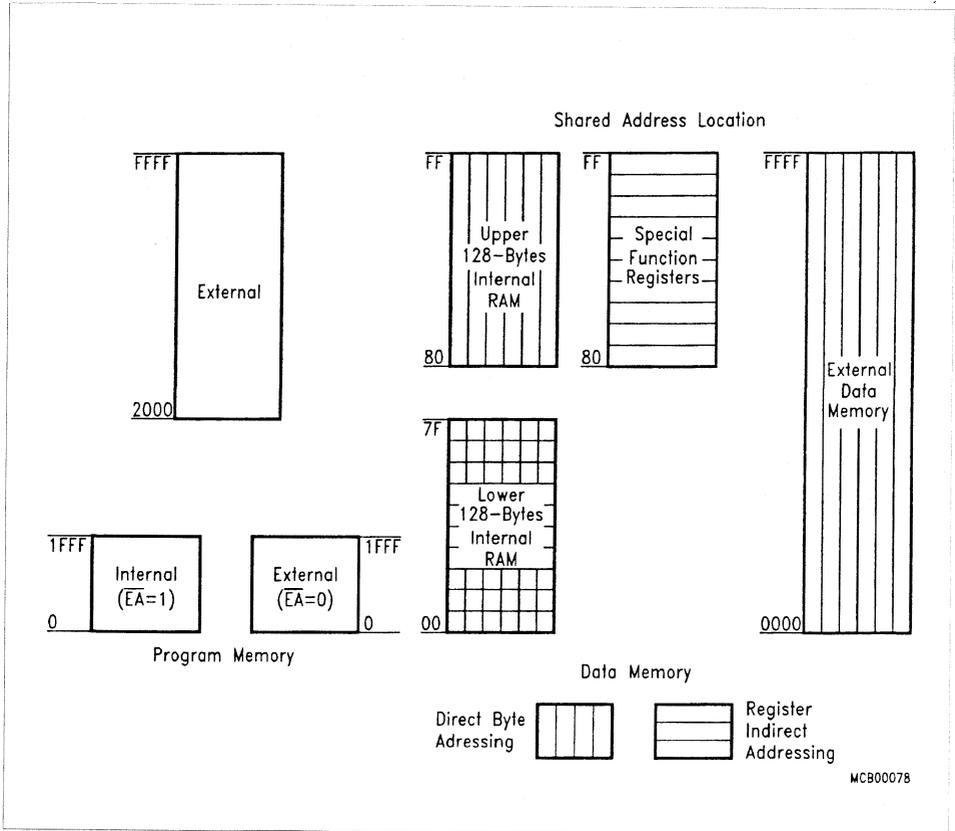 Shared Address Location
FFFF
External
2000
1FFF
Internal
(E̅A̅=1)
0
External
(E̅A̅=0)
1FFF
0
Program Memory
FF
Upper
128-Bytes
Internal
RAM
80
FF
Special
Function
Registers
80
7F
Lower
128-Bytes
Internal
RAM
00
FFFF
External
Data
Memory
0000
Data Memory
Direct Byte
Adressing
Register
Indirect
Addressing
MCB00078